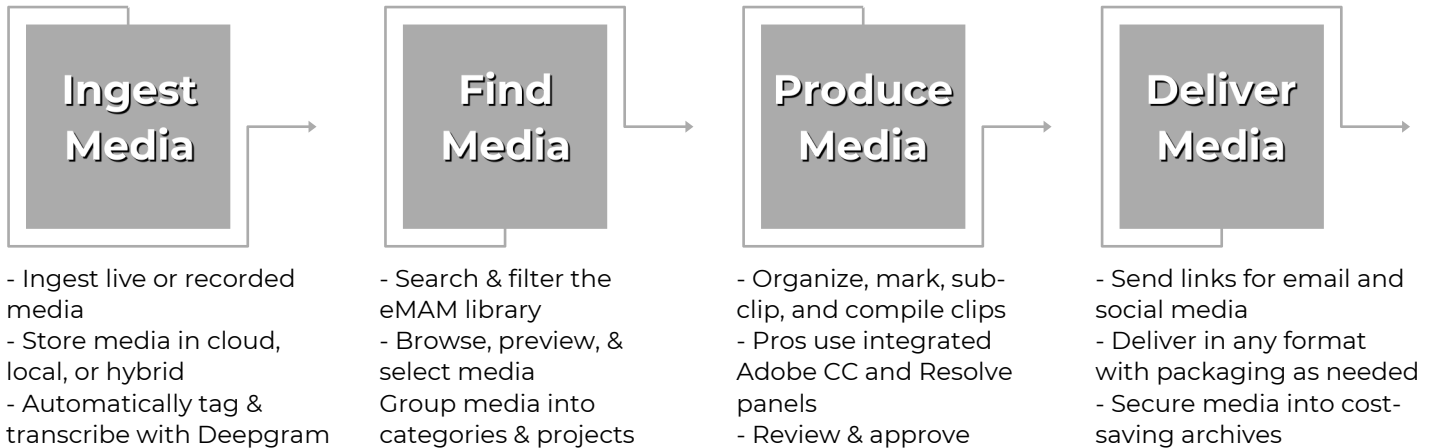 Ingest
Media
- Ingest live or recorded
media
- Store media in cloud,
local, or hybrid
- Automatically tag &
transcribe with Deepgram
Find
Media
- Search & filter the
eMAM library
- Browse, preview, &
select media
Group media into
categories & projects
Produce
Media
- Organize, mark, sub-
clip, and compile clips
- Pros use integrated
Adobe CC and Resolve
panels
- Review & approve
Deliver
Media
- Send links for email and
social media
- Deliver in any format
with packaging as needed
- Secure media into cost-
saving archives